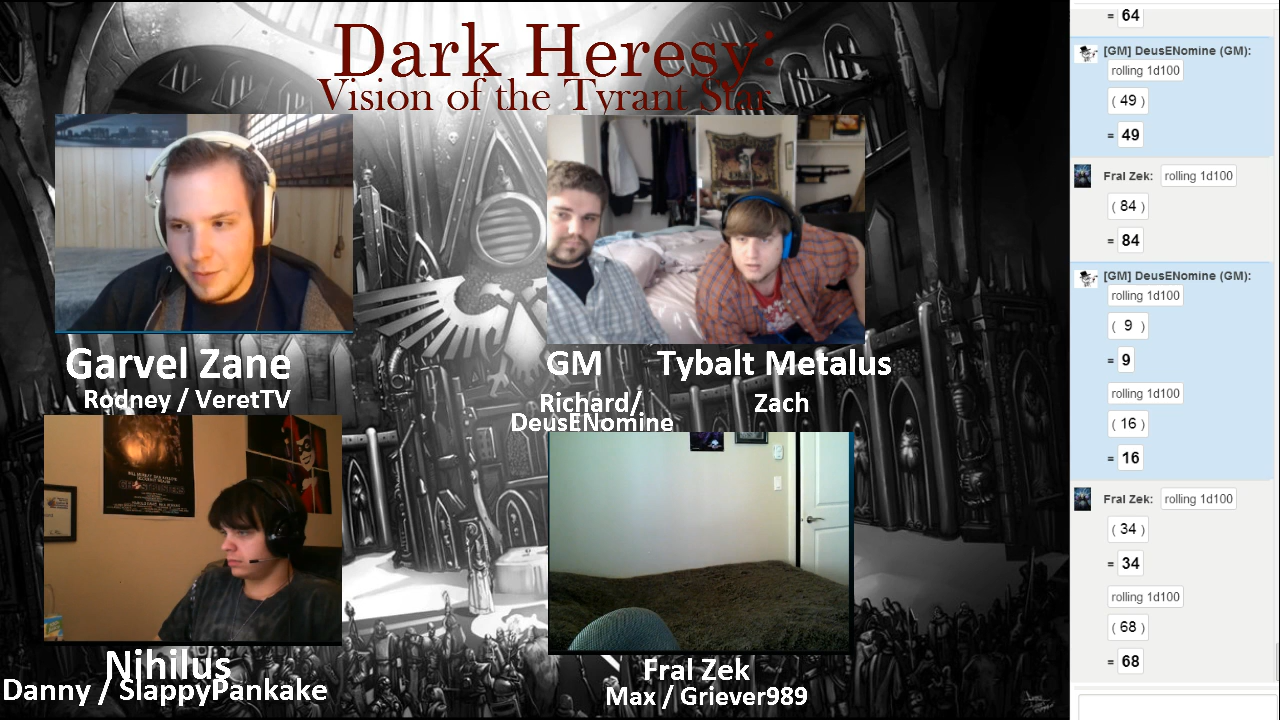 Dark Heresy:
Vision of the Tyrant Star
Garvel Zane
Rodney / VeretTV
GM
Tybalt Metalus
Richard/
DeusENomine
Zach
GHOSTBUSTERS
Nihilus
Danny / SlappyPankake
Fral Zek
Max / Griever989
= 64
[GM] DeusENomine (GM):
rolling 1d100
( 49 )
= 49
Fral Zek: rolling 1d100
( 84 )
= 84
[GM] DeusENomine (GM):
rolling 1d100
( 9 )
= 9
rolling 1d100
( 16 )
= 16
Fral Zek: rolling 1d100
( 34 )
= 34
rolling 1d100
( 68 )
= 68